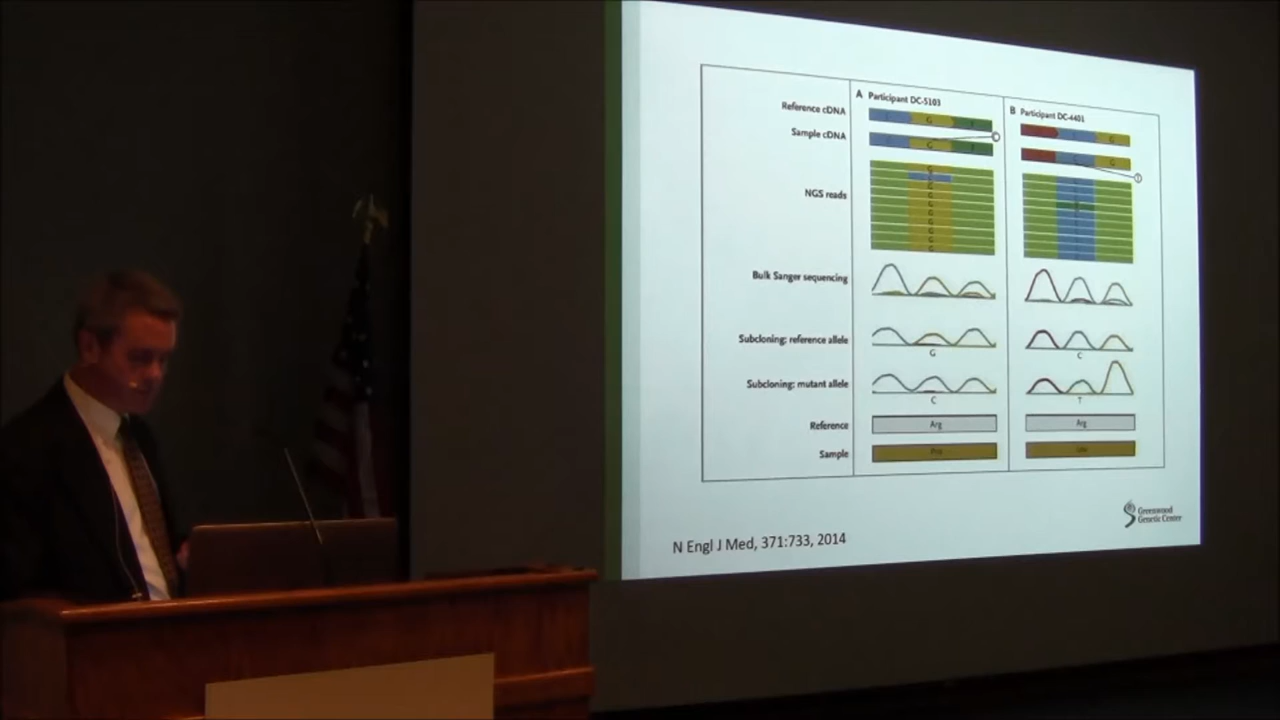 A Participant DC-5103
B Participant DC-4401
Reference cDNA
G
Sample cDNA
G
NGS reads
Bulk Sanger sequencing
Subcloning: reference allele
G
C
Subcloning: mutant allele
C
T
Reference
Arg
Arg
Sample
Pro
Leu
N Engl J Med, 371:733, 2014
Greenwood
Genetic Center